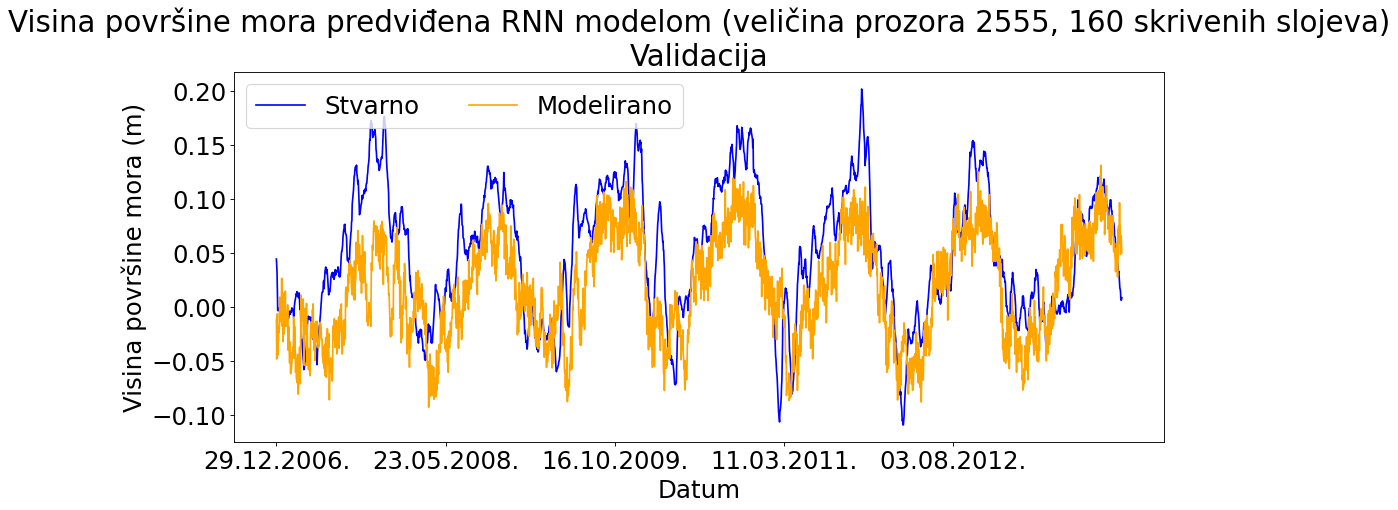 Visina površine mora predviđena RNN modelom (veličina prozora 2555, 160 skrivenih slojeva)
Validacija
Stvarno
Modelirano
Visina površine mora (m)
0.20
0.15
0.10
0.05
0.00
−0.05
−0.10
29.12.2006.
23.05.2008.
16.10.2009.
11.03.2011.
03.08.2012.
Datum